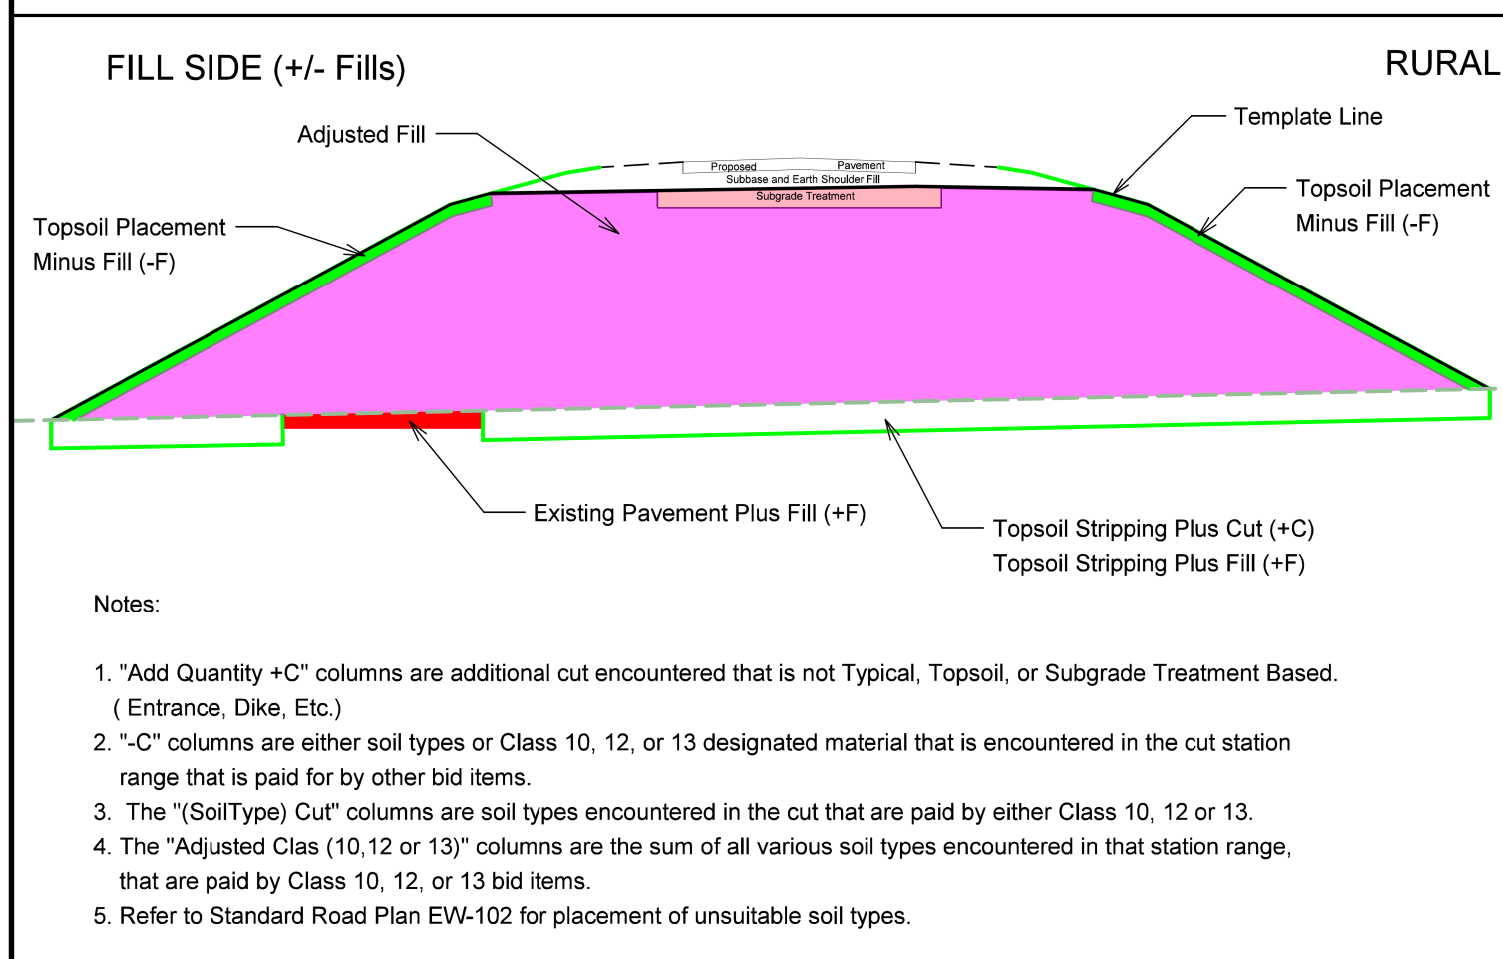 FILL SIDE (+/- Fills)
RURAL
Adjusted Fill
Template Line
Proposed Pavement
Subbase and Earth Shoulder Fill
Subgrade Treatment
Topsoil Placement
Minus Fill (-F)
Topsoil Placement
Minus Fill (-F)
Existing Pavement Plus Fill (+F)
Topsoil Stripping Plus Cut (+C)
Topsoil Stripping Plus Fill (+F)
Notes:
1. "Add Quantity +C" columns are additional cut encountered that is not Typical, Topsoil, or Subgrade Treatment Based.
( Entrance, Dike, Etc.)
2. "-C" columns are either soil types or Class 10, 12, or 13 designated material that is encountered in the cut station
range that is paid for by other bid items.
3. The "(SoilType) Cut" columns are soil types encountered in the cut that are paid by either Class 10, 12 or 13.
4. The "Adjusted Clas (10,12 or 13)" columns are the sum of all various soil types encountered in that station range,
that are paid by Class 10, 12, or 13 bid items.
5. Refer to Standard Road Plan EW-102 for placement of unsuitable soil types.